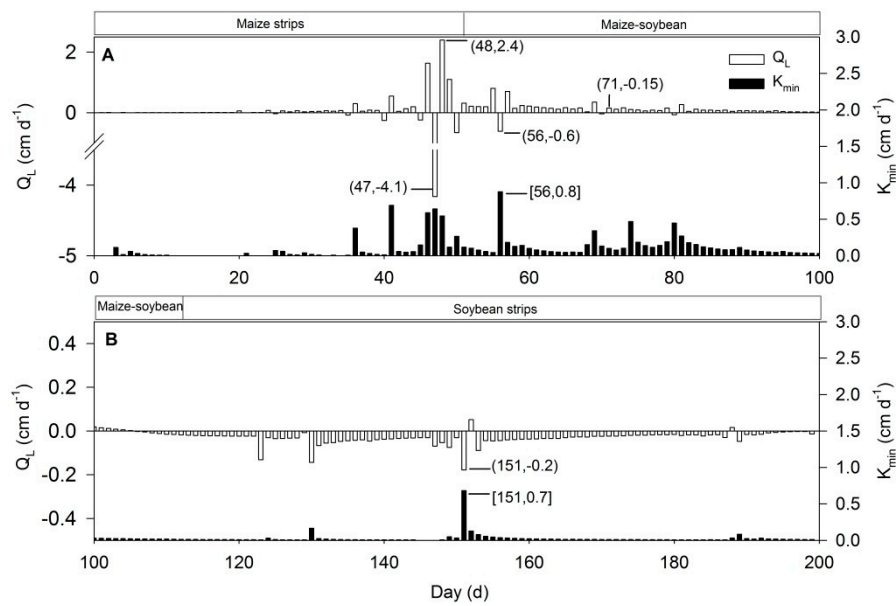 Maize strips Maize-soybean
A
Q_L
K_min
(48,2.4)
(71,-0.15)
(56,-0.6)
(47,-4.1)
[56,0.8]
Q_L (cm d⁻¹)
2
0
-4
-5
3.0
2.5
2.0
1.5
1.0
0.5
0.0
K_min (cm d⁻¹)
0 20 40 60 80 100
Maize-soybean Soybean strips
B
(151,-0.2)
[151,0.7]
Q_L (cm d⁻¹)
0.4
0.2
0.0
-0.2
-0.4
3.0
2.5
2.0
1.5
1.0
0.5
0.0
K_min (cm d⁻¹)
100 120 140 160 180 200
Day (d)